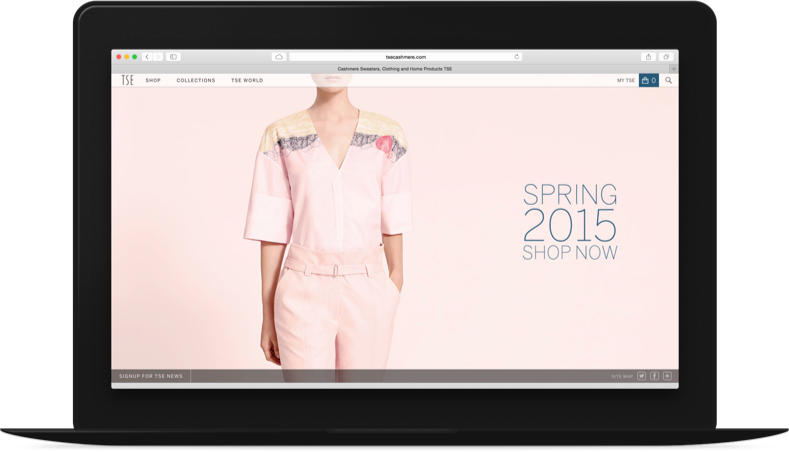 tsecashmere.com
Cashmere Sweaters, Clothing and Home Products TSE
TSE SHOP COLLECTIONS TSE WORLD MY TSE 0
SPRING
2015
SHOP NOW
SIGNUP FOR TSE NEWS SITE MAP